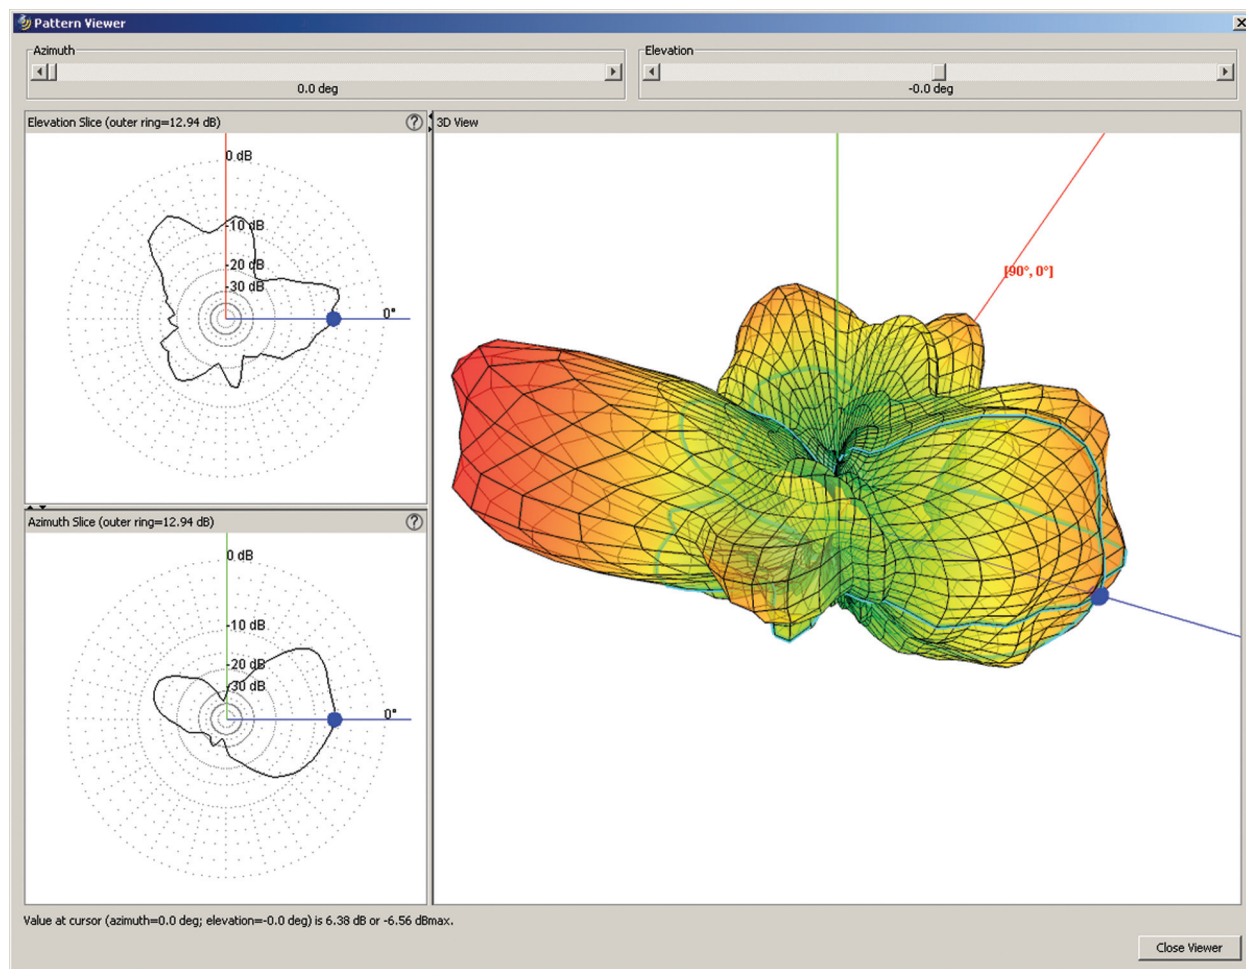 Pattern Viewer
Azimuth
0.0 deg
Elevation
-0.0 deg
Elevation Slice (outer ring=12.94 dB)
?
0 dB
-10 dB
-20 dB
-30 dB
0°
3D View
[90°, 0°]
Azimuth Slice (outer ring=12.94 dB)
?
0 dB
-10 dB
-20 dB
-30 dB
0°
Value at cursor (azimuth=0.0 deg; elevation=-0.0 deg) is 6.38 dB or -6.56 dBmax.
Close Viewer